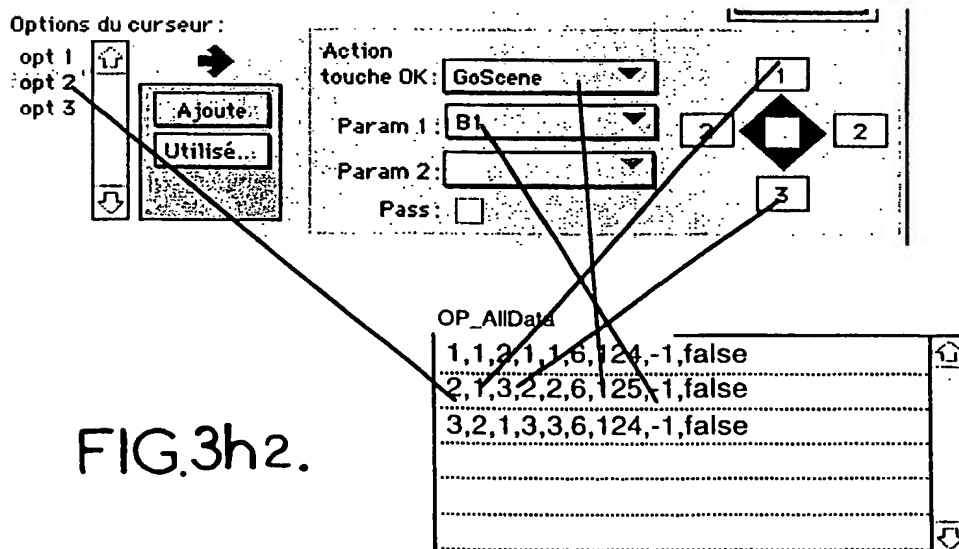 Options du curseur :
opt 1
opt 2
opt 3
Ajoute
Utilisé...
Action
touche OK : GoScene
Param 1 : B1
Param 2 :
Pass :
1
2 2
3
OP_AllData
1,1,2,1,1,6,124,-1,false
2,1,3,2,2,6,125,-1,false
3,2,1,3,3,6,124,-1,false
FIG.3h2.